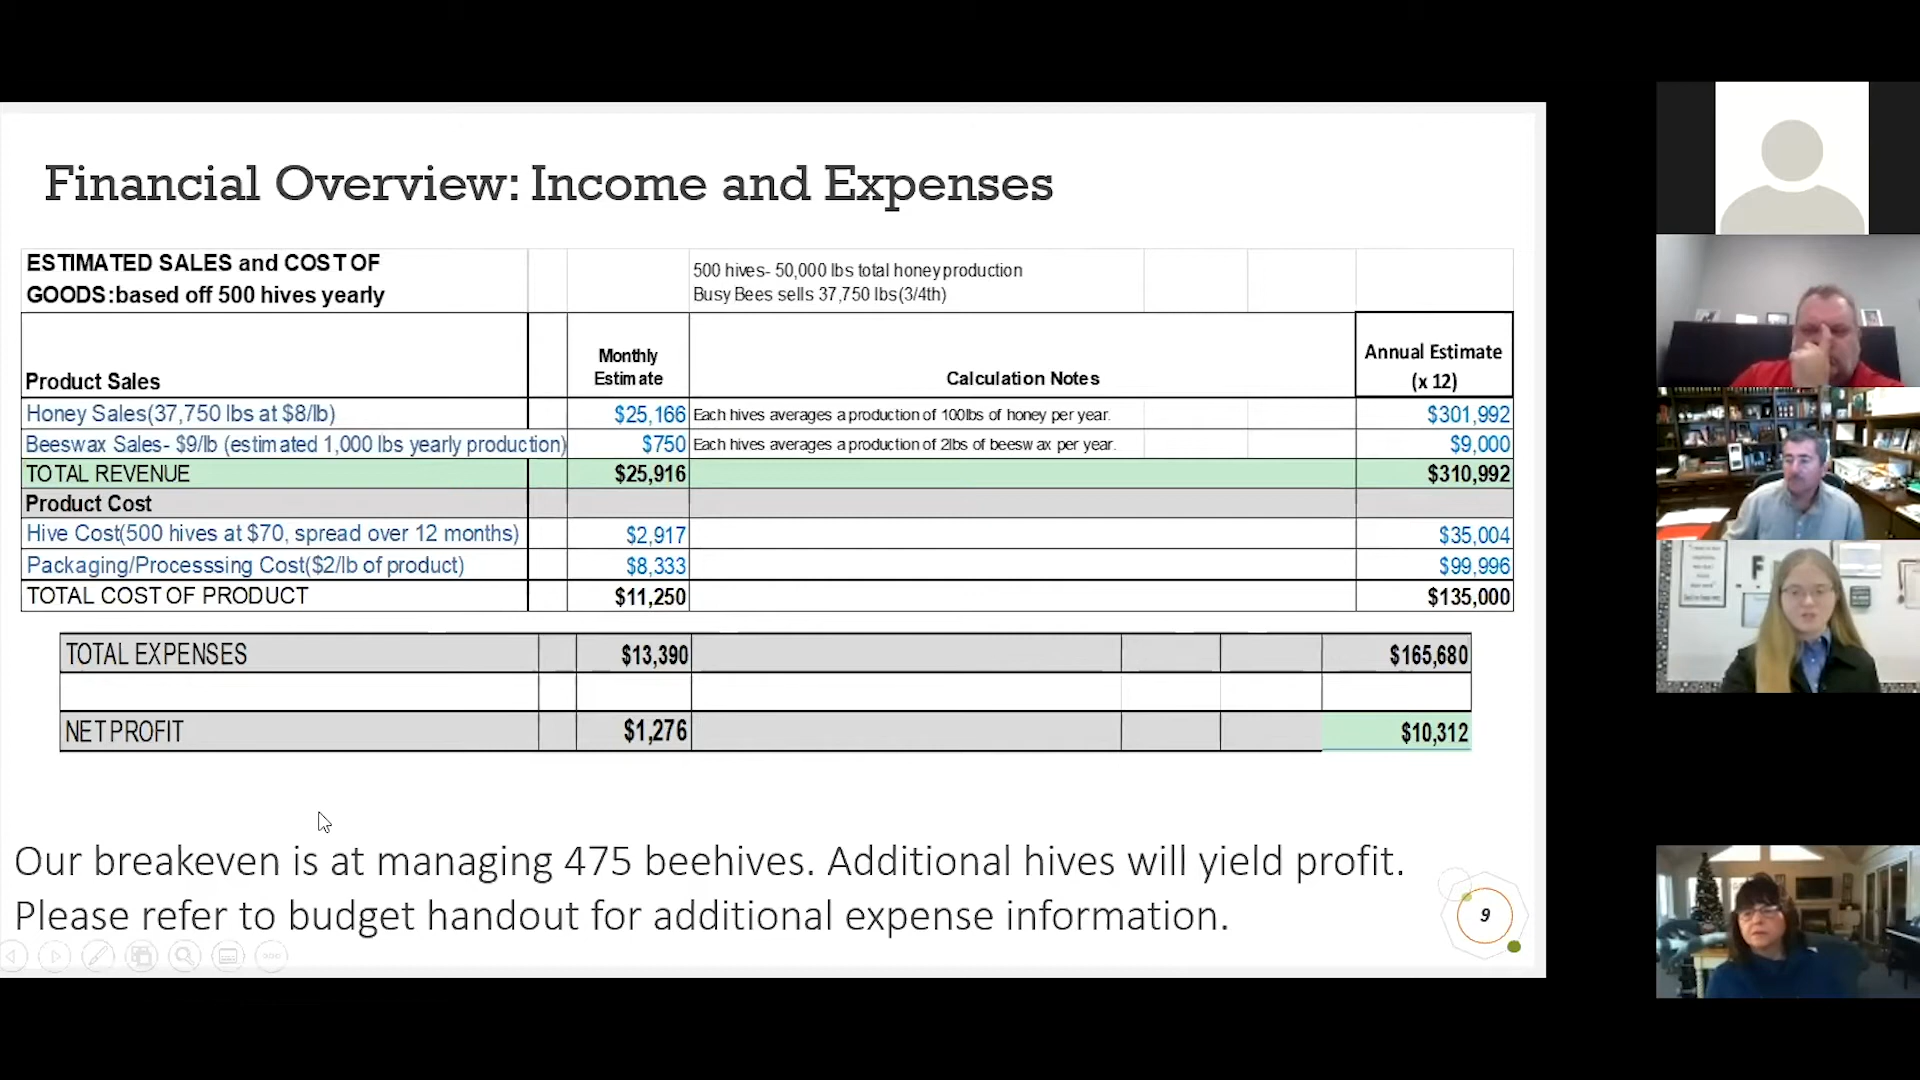 Financial Overview: Income and Expenses
ESTIMATED SALES and COST OF
GOODS:based off 500 hives yearly
500 hives- 50,000 lbs total honey production
Busy Bees sells 37,750 lbs(3/4th)
Product Sales
Monthly
Estimate
Calculation Notes
Annual Estimate
(x 12)
Honey Sales(37,750 lbs at $8/lb) $25,166 Each hives averages a production of 100lbs of honey per year. $301,992
Beeswax Sales- $9/lb (estimated 1,000 lbs yearly production) $750 Each hives averages a production of 2lbs of beeswax per year. $9,000
TOTAL REVENUE $25,916 $310,992
Product Cost
Hive Cost(500 hives at $70, spread over 12 months) $2,917 $35,004
Packaging/Processsing Cost($2/lb of product) $8,333 $99,996
TOTAL COST OF PRODUCT $11,250 $135,000
TOTAL EXPENSES $13,390 $165,680
NET PROFIT $1,276 $10,312
Our breakeven is at managing 475 beehives. Additional hives will yield profit.
Please refer to budget handout for additional expense information.
9